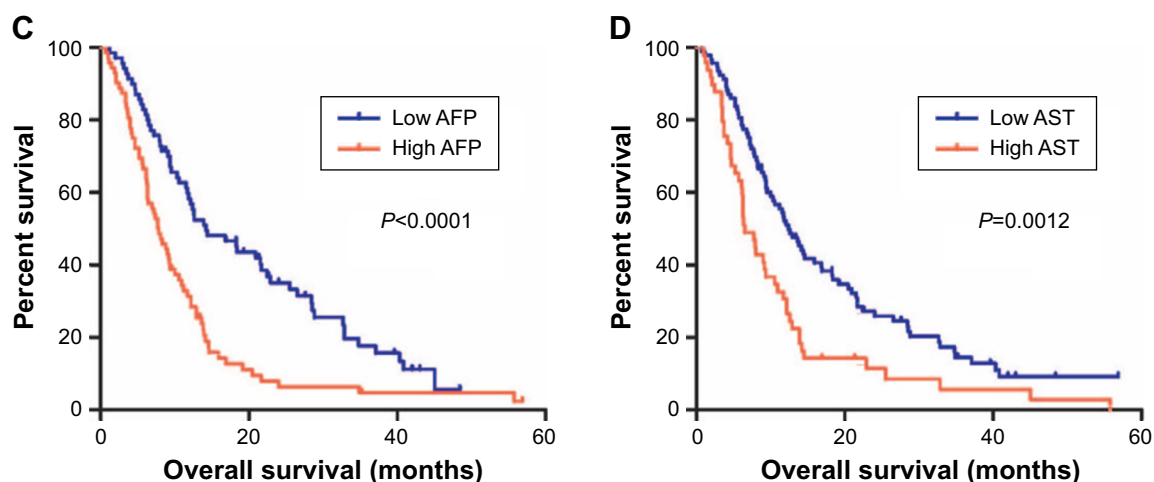 C
100
80
60
40
20
0
Percent survival
Low AFP
High AFP
P<0.0001
0 20 40 60
Overall survival (months)
D
100
80
60
40
20
0
Percent survival
Low AST
High AST
P=0.0012
0 20 40 60
Overall survival (months)